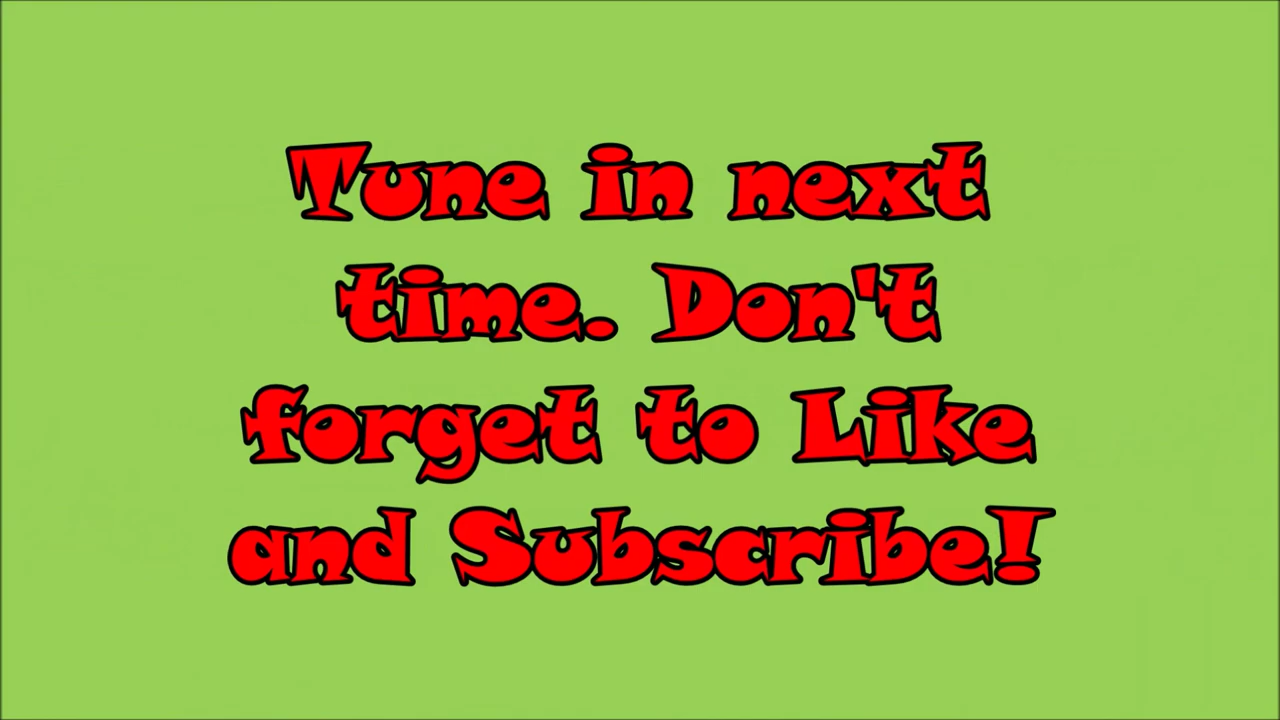 Tune in next
time. Don't
forget to Like
and Subscribe!